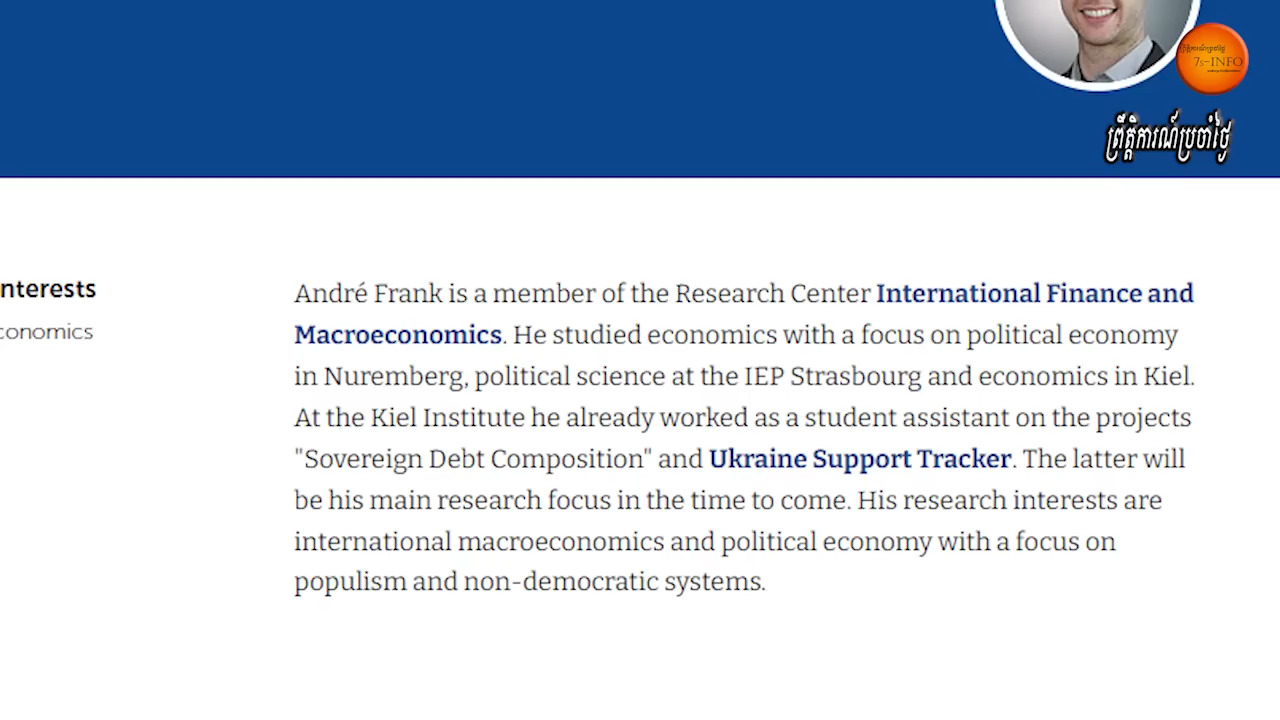 7s-INFO
ព្រឹត្តិការណ៍ប្រចាំថ្ងៃ
nterests
conomics
André Frank is a member of the Research Center International Finance and
Macroeconomics. He studied economics with a focus on political economy
in Nuremberg, political science at the IEP Strasbourg and economics in Kiel.
At the Kiel Institute he already worked as a student assistant on the projects
"Sovereign Debt Composition" and Ukraine Support Tracker. The latter will
be his main research focus in the time to come. His research interests are
international macroeconomics and political economy with a focus on
populism and non-democratic systems.